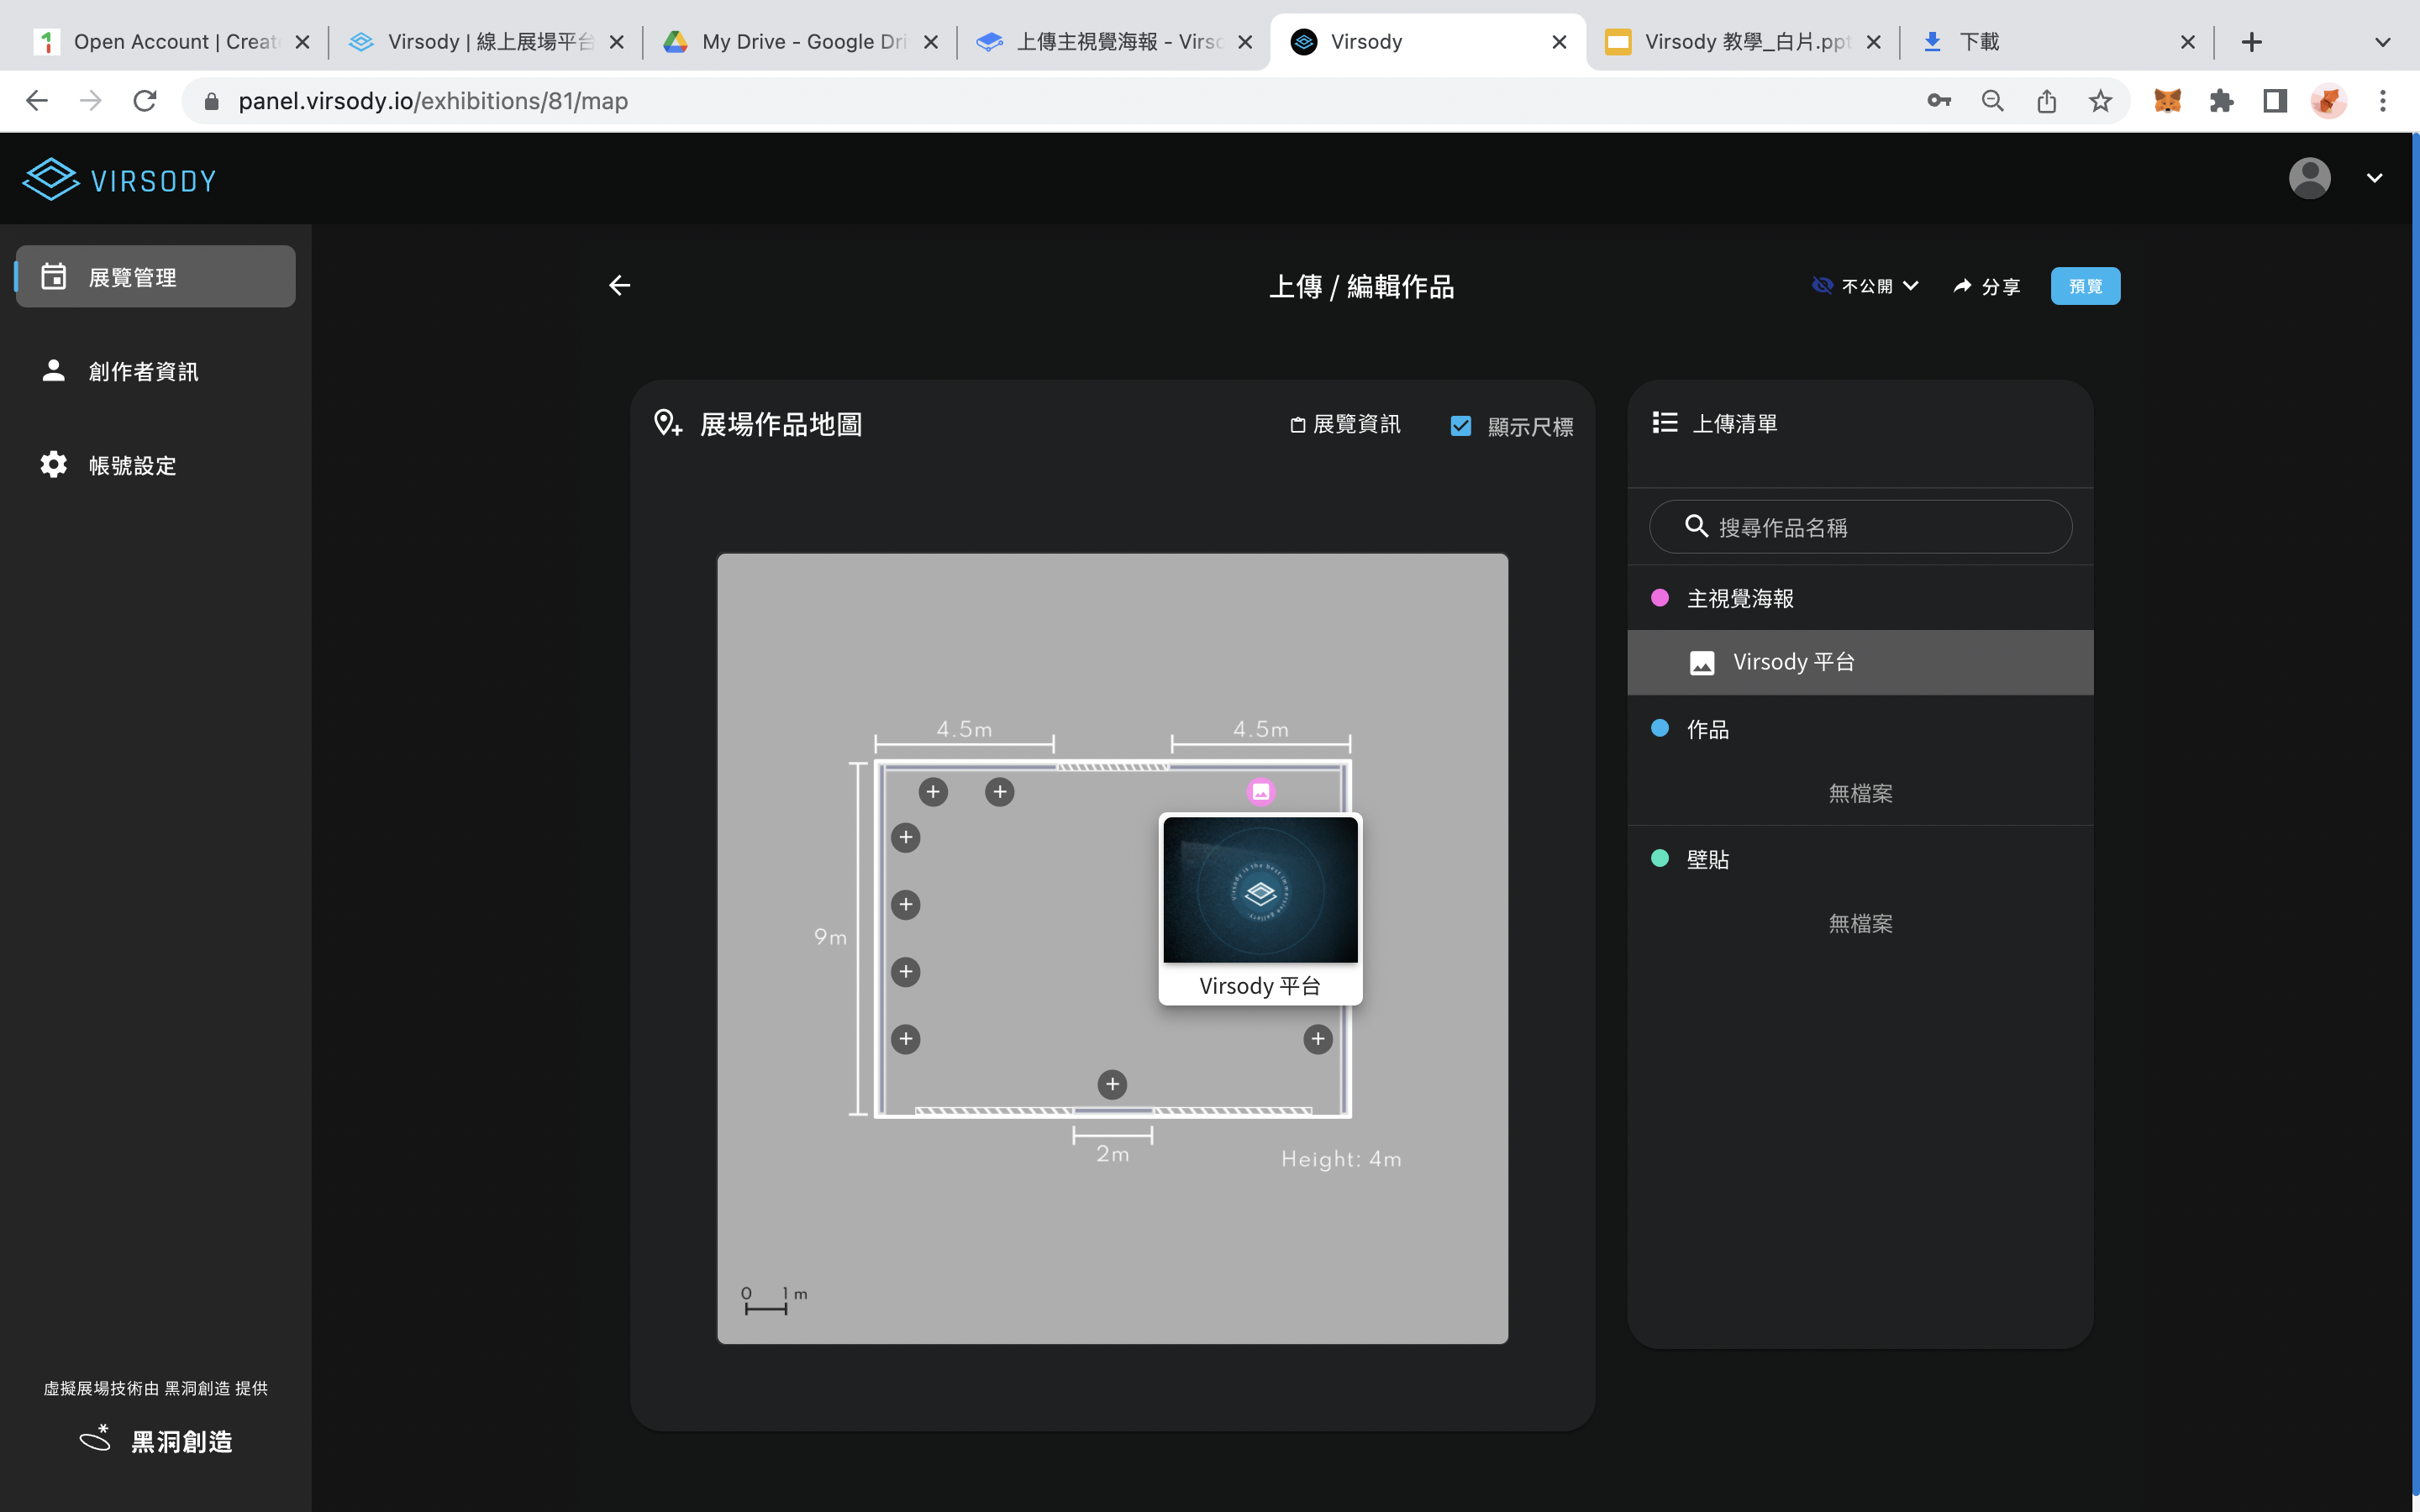 Open Account | Creat
Virsody | 線上展場平台
My Drive - Google Dri
上傳主視覺海報 - Virso
Virsody
Virsody 教學_白片.ppt
下載
panel.virsody.io/exhibitions/81/map
VIRSODY
展覽管理
創作者資訊
帳號設定
上傳 / 編輯作品
不公開
分享
預覽
展場作品地圖
展覽資訊
顯示尺標
上傳清單
搜尋作品名稱
主視覺海報
Virsody 平台
作品
無檔案
壁貼
無檔案
4.5m
4.5m
9m
Virsody is the best immersive Gallery.
Virsody 平台
2m
Height: 4m
0 1 m
虛擬展場技術由 黑洞創造 提供
黑洞創造